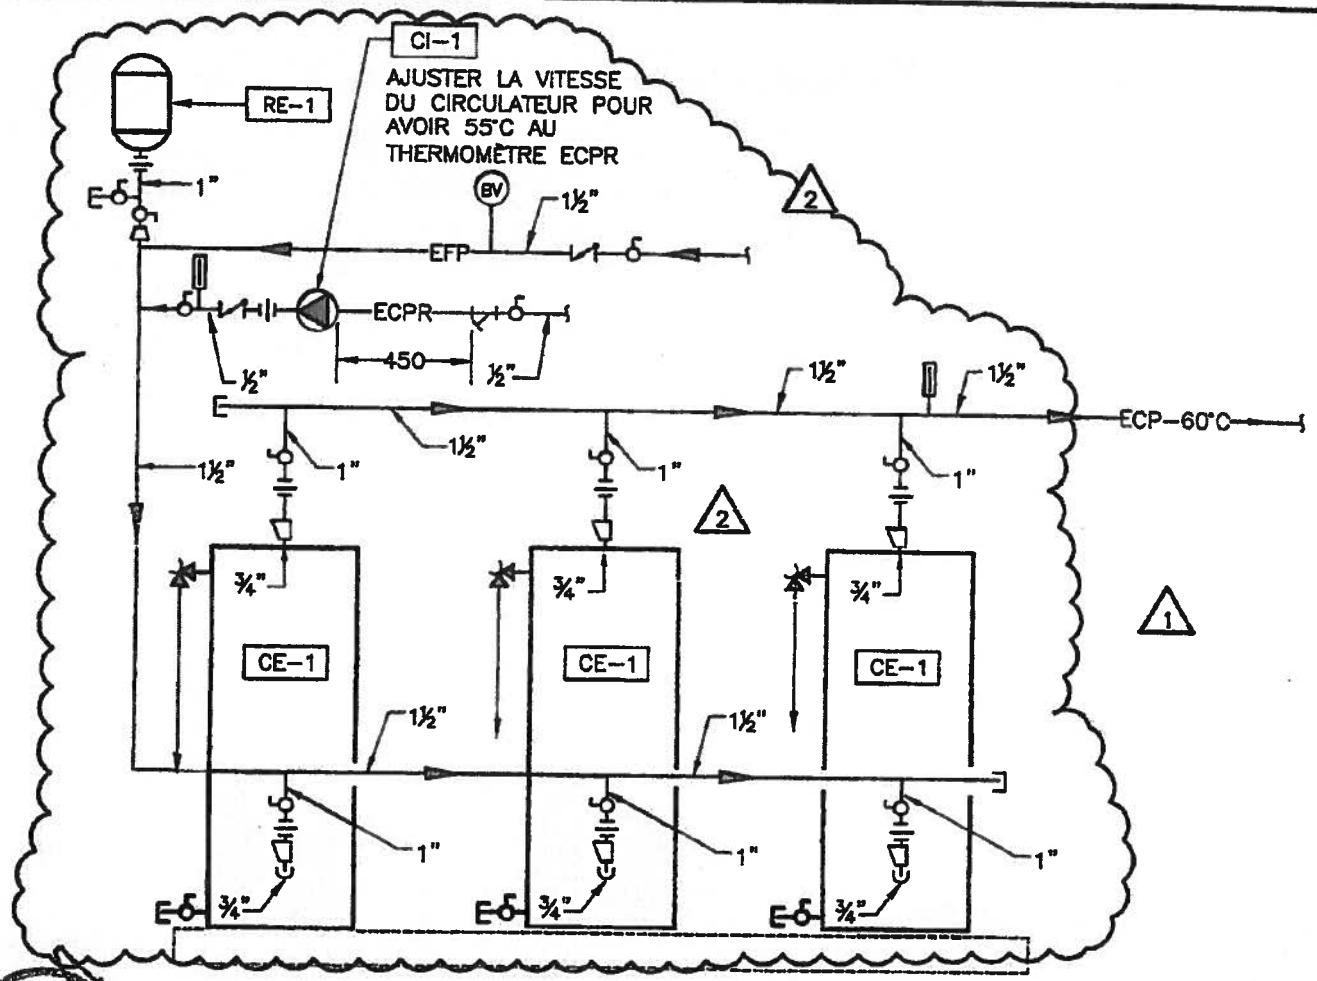 CI-1
AJUSTER LA VITESSE
DU CIRCULATEUR POUR
AVOIR 55°C AU
THERMOMÈTRE ECPR
RE-1
1"
BV
1½"
2
EFP
ECPR
½"
450
½"
1½"
1½"
1½"
ECP-60°C
1½"
1"
1"
1"
1½"
2
¾"
¾"
¾"
1
CE-1
CE-1
CE-1
1½"
1½"
1"
1"
1"
¾"
¾"
¾"